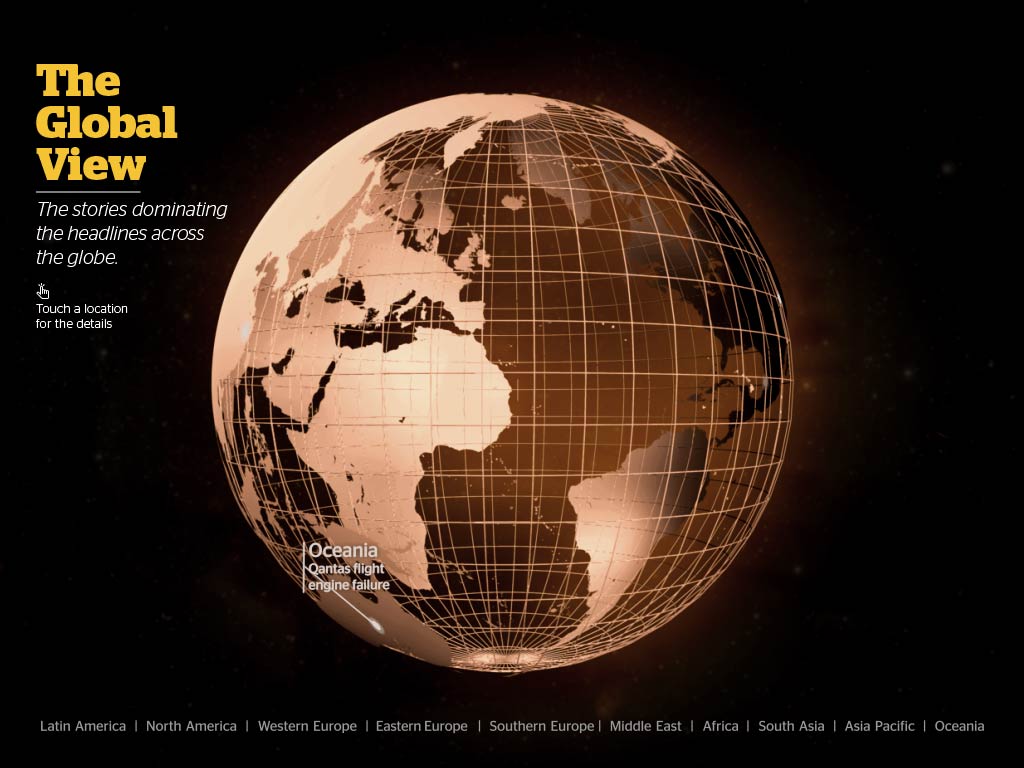 The
Global
View
The stories dominating
the headlines across
the globe.
Touch a location
for the details
Oceania
Qantas flight
engine failure
Latin America | North America | Western Europe | Eastern Europe | Southern Europe | Middle East | Africa | South Asia | Asia Pacific | Oceania